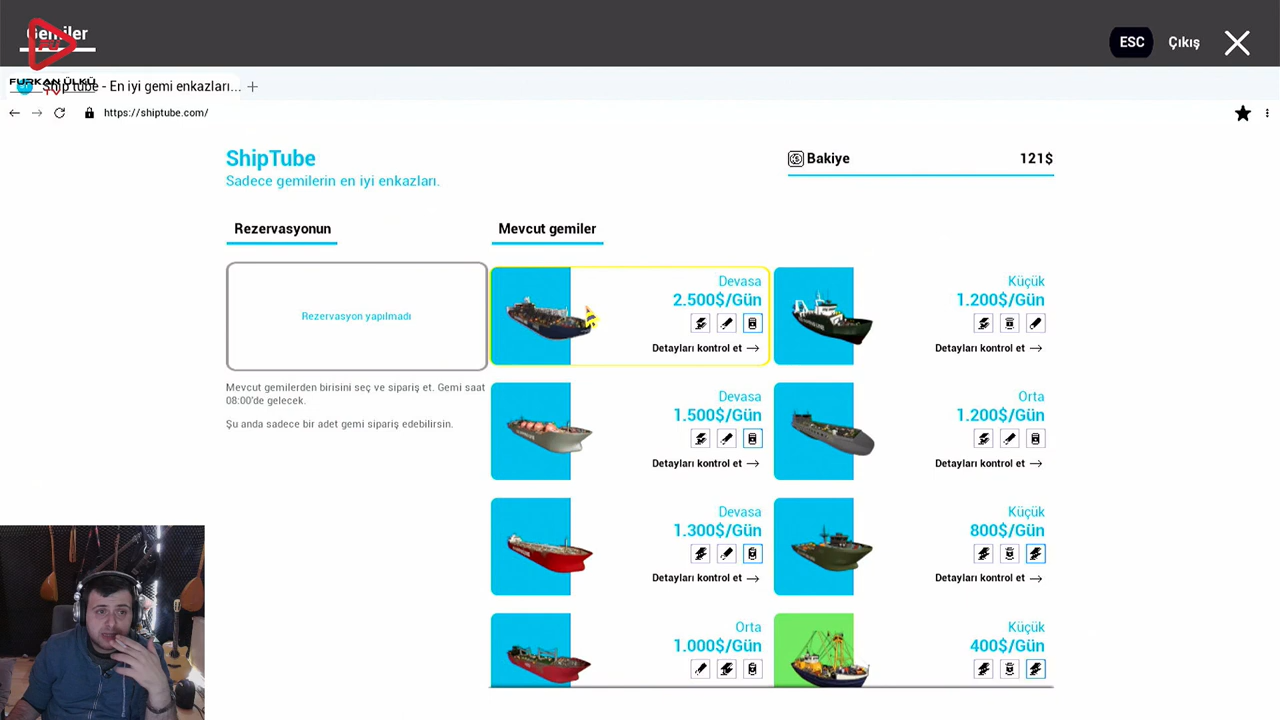 Gemiler
ESC Çıkış
FURKAN ÜLKÜ
TV
Ship tube - En iyi gemi enkazları...
https://shiptube.com/
ShipTube
Sadece gemilerin en iyi enkazları.
Bakiye 121$
Rezervasyonun
Mevcut gemiler
Rezervasyon yapılmadı
Mevcut gemilerden birisini seç ve sipariş et. Gemi saat
08:00'de gelecek.
Şu anda sadece bir adet gemi sipariş edebilirsin.
Devasa
2.500$/Gün
Detayları kontrol et
Küçük
1.200$/Gün
Detayları kontrol et
Devasa
1.500$/Gün
Detayları kontrol et
Orta
1.200$/Gün
Detayları kontrol et
Devasa
1.300$/Gün
Detayları kontrol et
Küçük
800$/Gün
Detayları kontrol et
Orta
1.000$/Gün
Küçük
400$/Gün